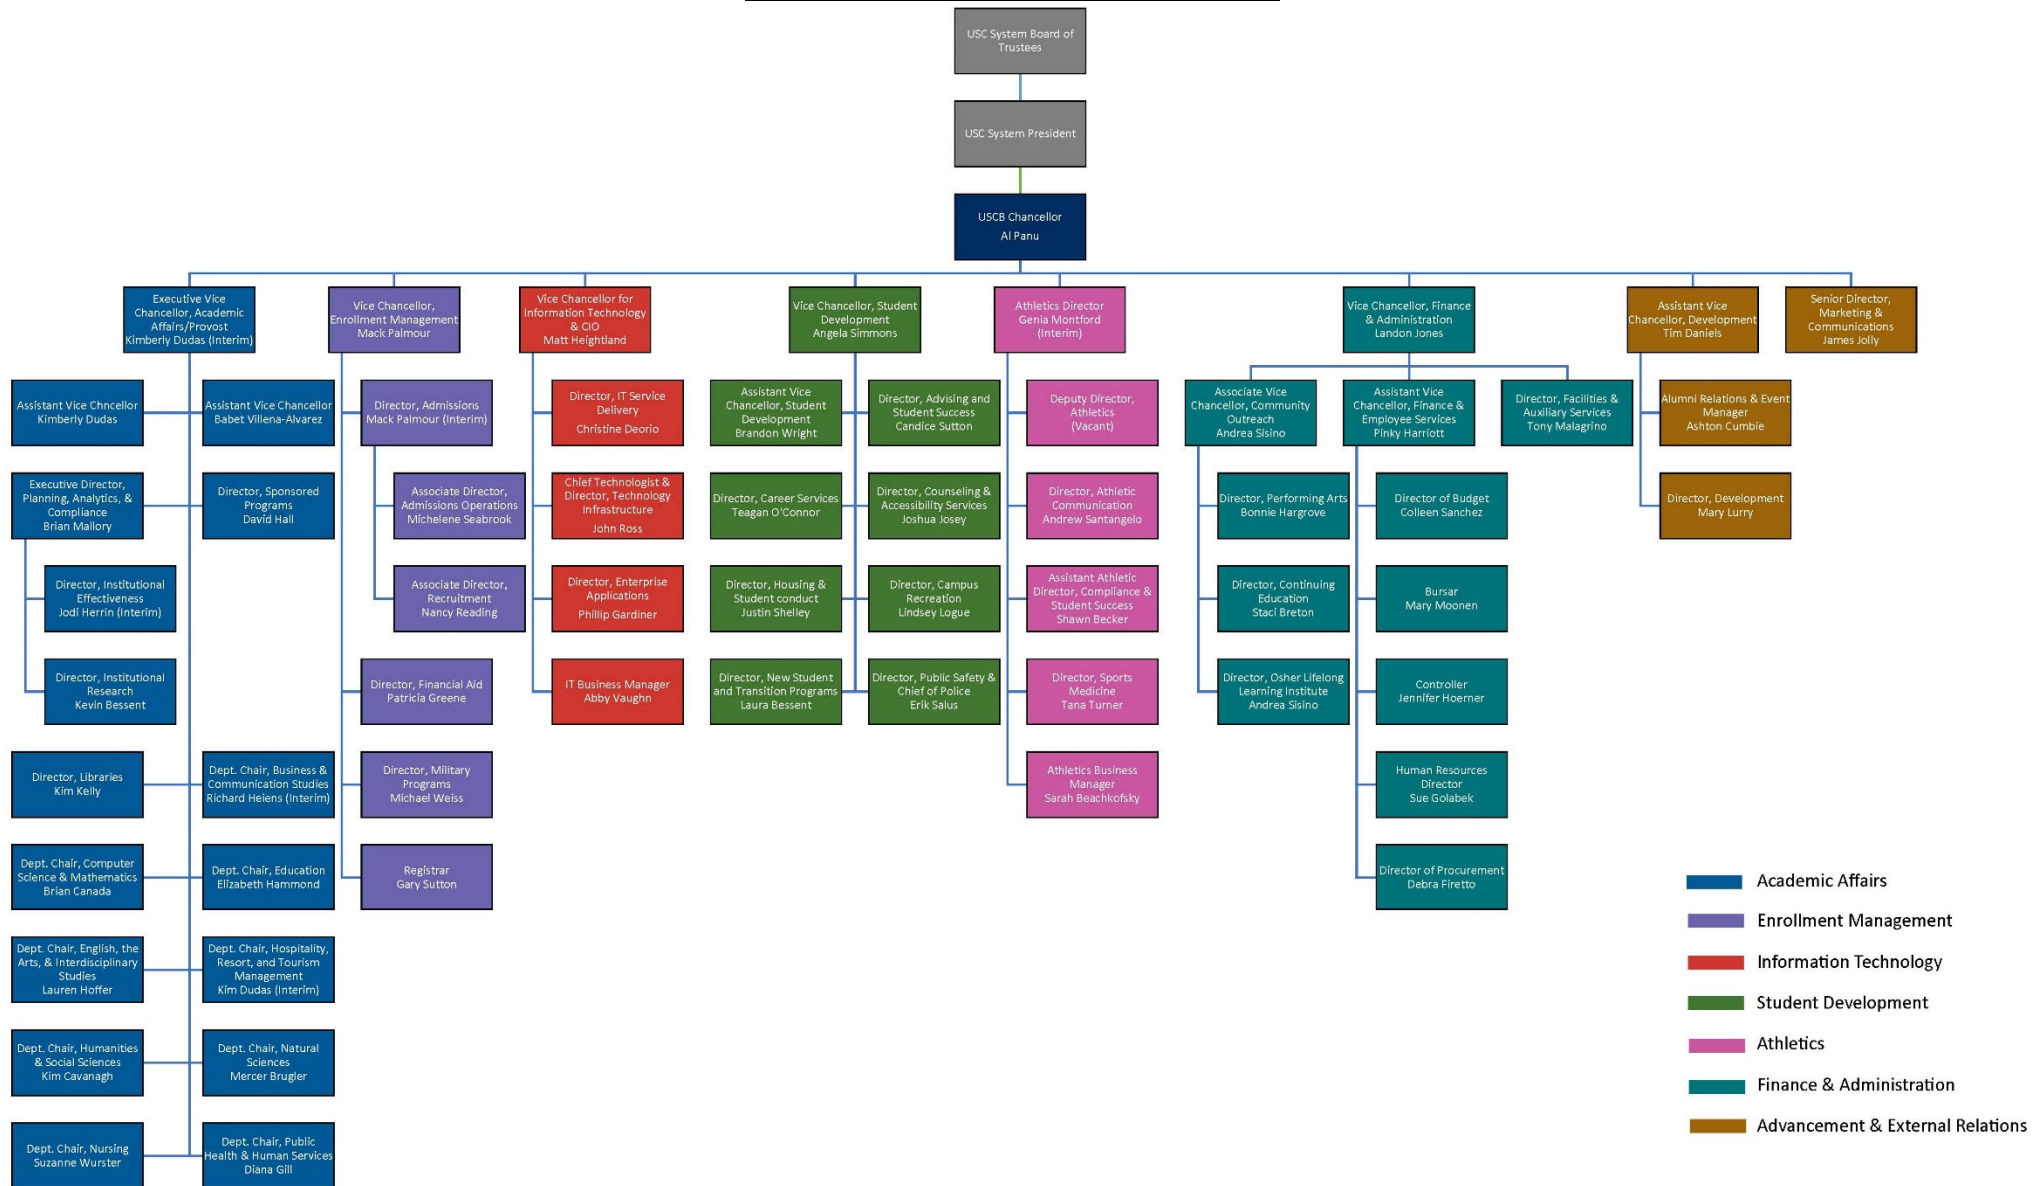 USC System Board of
Trustees
USC System President
USCB Chancellor
Al Panu
Executive Vice
Chancellor, Academic
Affairs/Provost
Kimberly Dudas (Interim)
Vice Chancellor,
Enrollment Management
Mack Palmour
Vice Chancellor for
Information Technology
& CIO
Matt Heightland
Vice Chancellor, Student
Development
Angela Simmons
Athletics Director
Genia Montford
(Interim)
Vice Chancellor, Finance
& Administration
Landon Jones
Assistant Vice
Chancellor, Development
Tim Daniels
Senior Director,
Marketing &
Communications
James Jolly
Assistant Vice Chncellor
Kimberly Dudas
Assistant Vice Chancellor
Babet Villena-Alvarez
Director, Admissions
Mack Palmour (Interim)
Director, IT Service
Delivery
Christine Deorio
Assistant Vice
Chancellor, Student
Development
Brandon Wright
Director, Advising and
Student Success
Candice Sutton
Deputy Director,
Athletics
(Vacant)
Associate Vice
Chancellor, Community
Outreach
Andrea Sisino
Assistant Vice
Chancellor, Finance &
Employee Services
Pinky Harriott
Director, Facilities &
Auxiliary Services
Tony Malagrino
Alumni Relations & Event
Manager
Ashton Cumbie
Executive Director,
Planning, Analytics, &
Compliance
Brian Mallory
Director, Sponsored
Programs
David Hall
Associate Director,
Admissions Operations
Michelene Seabrook
Chief Technologist &
Director, Technology
Infrastructure
John Ross
Director, Career Services
Teagan O'Connor
Director, Counseling &
Accessibility Services
Joshua Josey
Director, Athletic
Communication
Andrew Santangelo
Director, Performing Arts
Bonnie Hargrove
Director of Budget
Colleen Sanchez
Director, Development
Mary Lurry
Director, Institutional
Effectiveness
Jodi Herrin (Interim)
Associate Director,
Recruitment
Nancy Reading
Director, Enterprise
Applications
Phillip Gardiner
Director, Housing &
Student conduct
Justin Shelley
Director, Campus
Recreation
Lindsey Logue
Assistant Athletic
Director, Compliance &
Student Success
Shawn Becker
Director, Continuing
Education
Staci Breton
Bursar
Mary Moonen
Director, Institutional
Research
Kevin Bessent
Director, Financial Aid
Patricia Greene
IT Business Manager
Abby Vaughn
Director, New Student
and Transition Programs
Laura Bessent
Director, Public Safety &
Chief of Police
Erik Salus
Director, Sports
Medicine
Tana Turner
Director, Osher Lifelong
Learning Institute
Andrea Sisino
Controller
Jennifer Hoerner
Director, Libraries
Kim Kelly
Dept. Chair, Business &
Communication Studies
Richard Heiens (Interim)
Director, Military
Programs
Michael Weiss
Athletics Business
Manager
Sarah Beachkofsky
Human Resources
Director
Sue Golabek
Dept. Chair, Computer
Science & Mathematics
Brian Canada
Dept. Chair, Education
Elizabeth Hammond
Registrar
Gary Sutton
Director of Procurement
Debra Firetto
Dept. Chair, English, the
Arts, & Interdisciplinary
Studies
Lauren Hoffer
Dept. Chair, Hospitality,
Resort, and Tourism
Management
Kim Dudas (Interim)
Dept. Chair, Humanities
& Social Sciences
Kim Cavanagh
Dept. Chair, Natural
Sciences
Mercer Brugler
Dept. Chair, Nursing
Suzanne Wurster
Dept. Chair, Public
Health & Human Services
Diana Gill
Academic Affairs
Enrollment Management
Information Technology
Student Development
Athletics
Finance & Administration
Advancement & External Relations